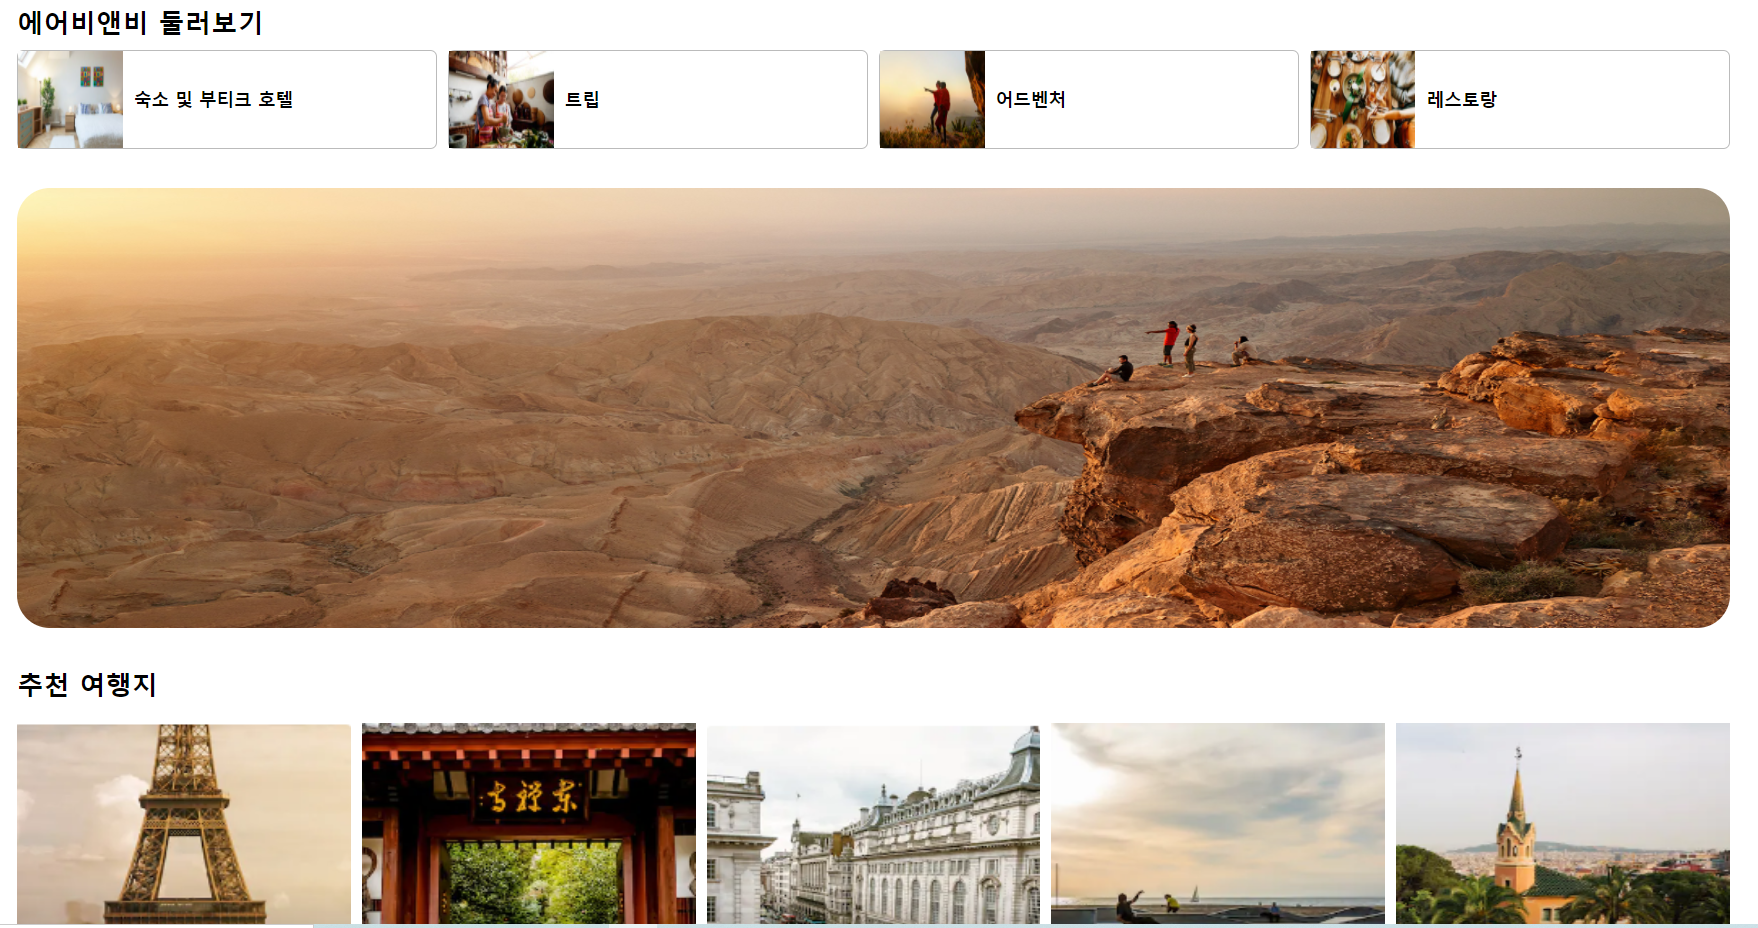 에어비앤비 둘러보기
숙소 및 부티크 호텔
트립
어드벤처
레스토랑
추천 여행지